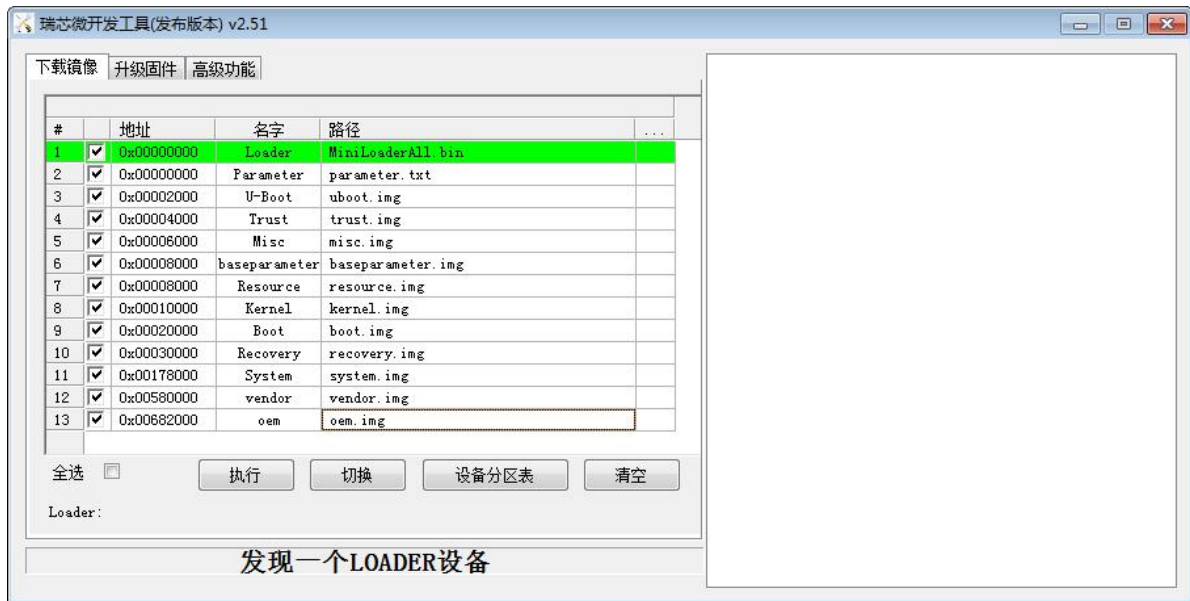 瑞芯微开发工具(发布版本) v2.51
下载镜像 升级固件 高级功能
# 地址 名字 路径 ...
1 0x00000000 Loader MiniLoaderAll.bin
2 0x00000000 Parameter parameter.txt
3 0x00002000 U-Boot uboot.img
4 0x00004000 Trust trust.img
5 0x00006000 Misc misc.img
6 0x00008000 baseparameter baseparameter.img
7 0x00008000 Resource resource.img
8 0x00010000 Kernel kernel.img
9 0x00020000 Boot boot.img
10 0x00030000 Recovery recovery.img
11 0x00178000 System system.img
12 0x00580000 vendor vendor.img
13 0x00682000 oem oem.img
全选 执行 切换 设备分区表 清空
Loader:
发现一个LOADER设备